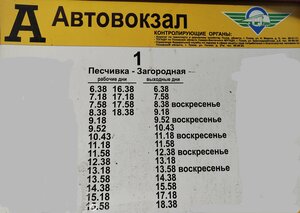 А Автовокзал
КОНТРОЛИРУЮЩИЕ ОРГАНЫ:
1
Песчивка - Загородная
рабочие дни выходные дни
6.38 16.38 6.38
7.18 17.18 7.58
7.58 17.58 8.38 воскресенье
8.38 18.38 9.18
9.18 9.52 воскресенье
9.52 10.43
10.43 11.18 воскресенье
11.18 11.58
11.58 12.38 воскресенье
12.38 13.18
13.18 13.58 воскресенье
13.58 14.38
14.38 15.58
15.18 17.18
15.58 18.38